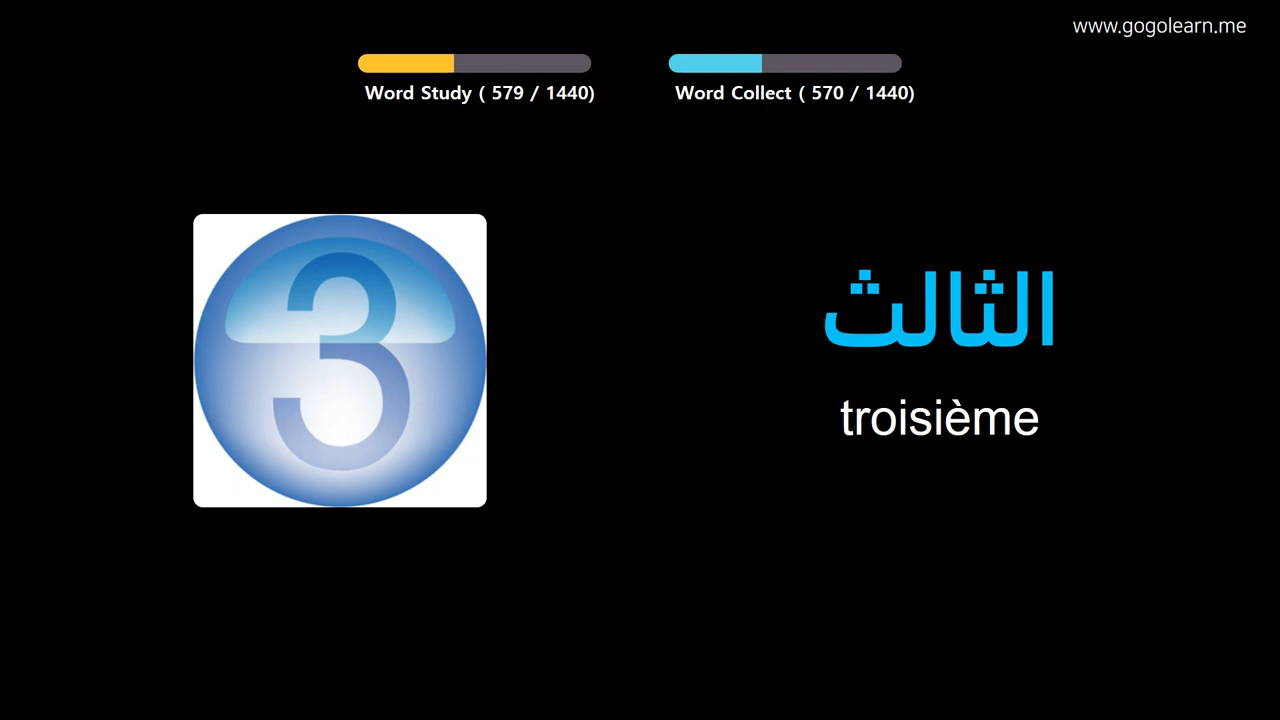 www.gogolearn.me
Word Study ( 579 / 1440)
Word Collect ( 570 / 1440)
3
الثالث
troisième